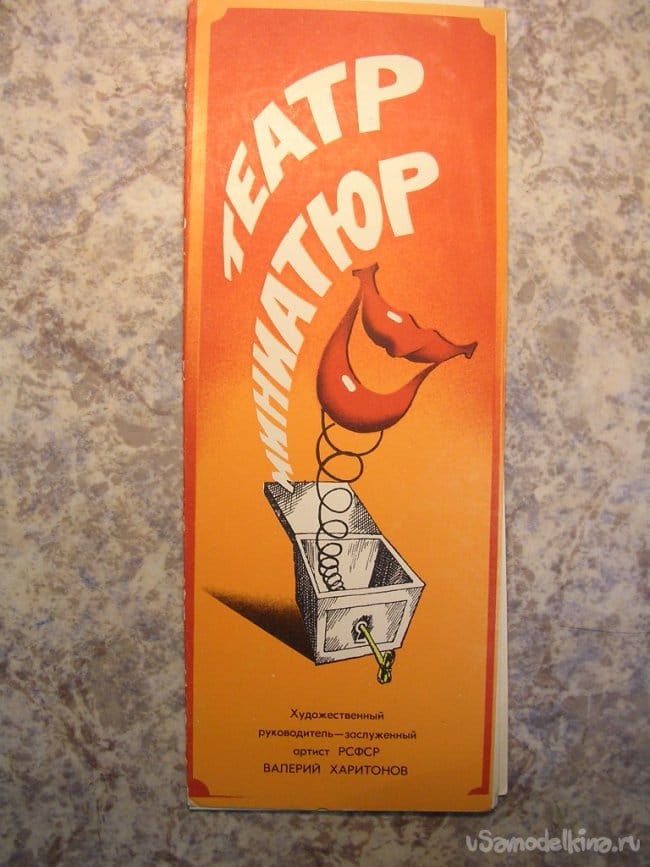 ТЕАТР
МИНИАТЮР
Художественный
руководитель—заслуженный
артист РСФСР
ВАЛЕРИЙ ХАРИТОНОВ
uSamodelkina.ru